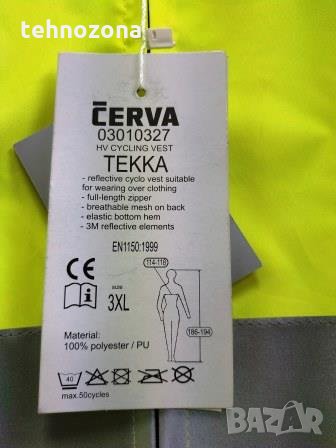 tehnozona
ČERVA
03010327
HV CYCLING VEST
TEKKA
- reflective cyclo vest suitable
for wearing over clothing
- full-length zipper
- breathable mesh on back
- elastic bottom hem
- 3M reflective elements
EN1150:1999
CE
114-118
SIZE
3XL
186-194
Material:
100% polyester / PU
40
max.50cycles
BAZAR